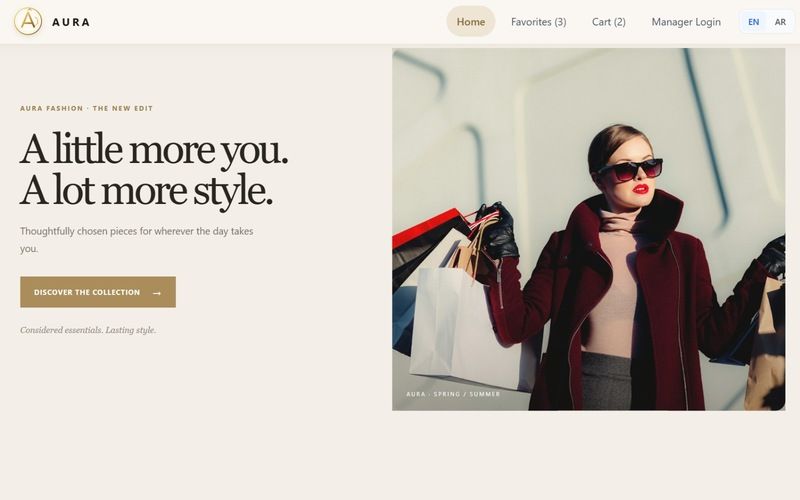 AURA
Home
Favorites (3)
Cart (2)
Manager Login
EN
AR
AURA FASHION · THE NEW EDIT
A little more you.
A lot more style.
Thoughtfully chosen pieces for wherever the day takes
you.
DISCOVER THE COLLECTION →
Considered essentials. Lasting style.
AURA · SPRING / SUMMER